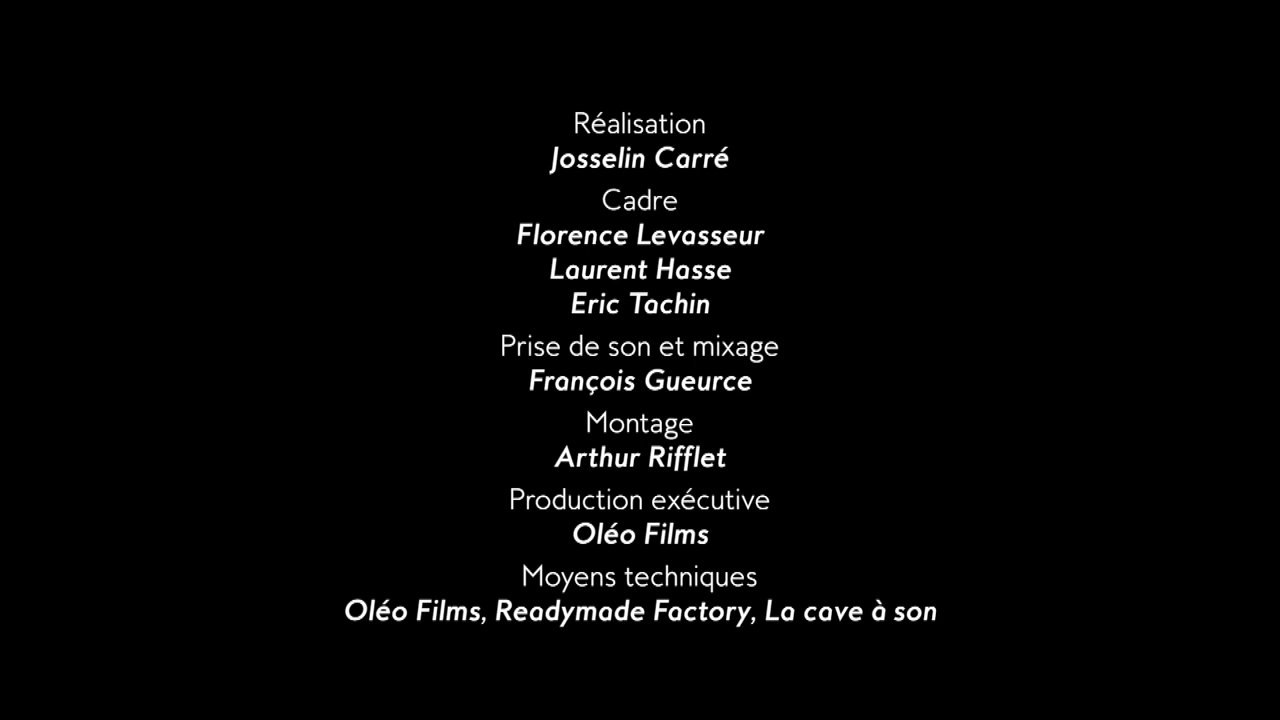 Réalisation
Josselin Carré
Cadre
Florence Levasseur
Laurent Hasse
Eric Tachin
Prise de son et mixage
François Gueurce
Montage
Arthur Rifflet
Production exécutive
Oléo Films
Moyens techniques
Oléo Films, Readymade Factory, La cave à son